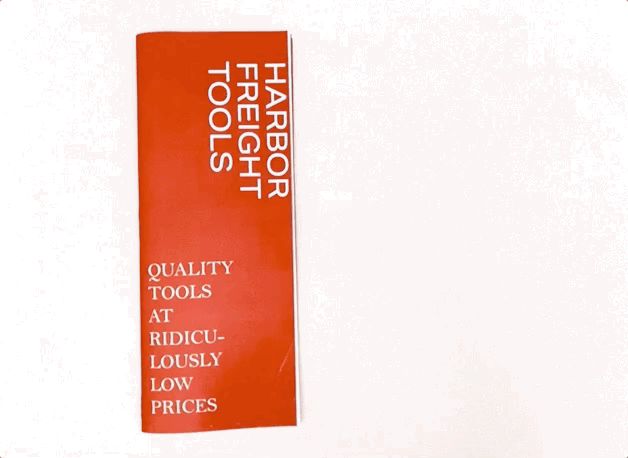 HARBOR
FREIGHT
TOOLS
QUALITY
TOOLS
AT
RIDICU-
LOUSLY
LOW
PRICES